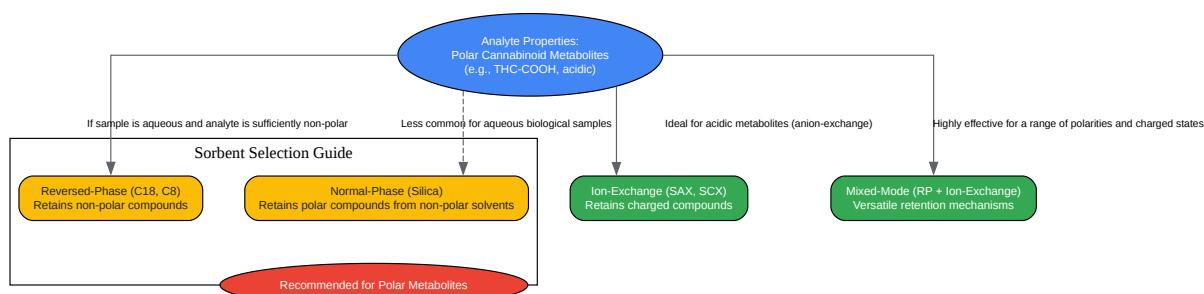 Analyte Properties:
Polar Cannabinoid Metabolites
(e.g., THC-COOH, acidic)
If sample is aqueous and analyte is sufficiently non-polar
Less common for aqueous biological samples
Ideal for acidic metabolites (anion-exchange)
Highly effective for a range of polarities and charged states
Sorbent Selection Guide
Reversed-Phase (C18, C8)
Retains non-polar compounds
Normal-Phase (Silica)
Retains polar compounds from non-polar solvents
Ion-Exchange (SAX, SCX)
Retains charged compounds
Mixed-Mode (RP + Ion-Exchange)
Versatile retention mechanisms
Recommended for Polar Metabolites